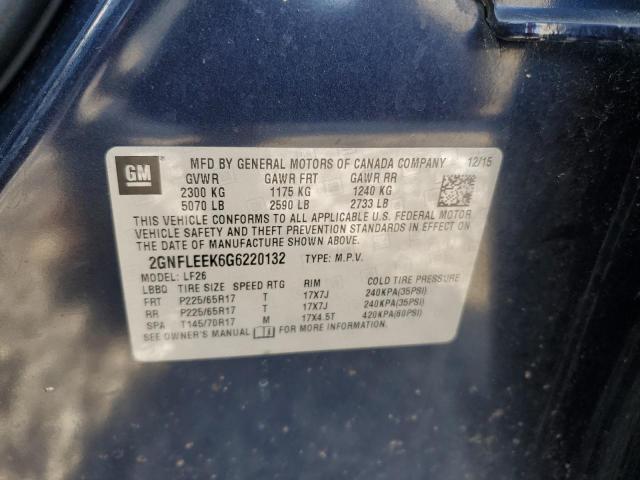 GM
MFD BY GENERAL MOTORS OF CANADA COMPANY 12/15
GVWR GAWR FRT GAWR RR
2300 KG 1175 KG 1240 KG
5070 LB 2590 LB 2733 LB
THIS VEHICLE CONFORMS TO ALL APPLICABLE U.S. FEDERAL MOTOR
VEHICLE SAFETY AND THEFT PREVENTION STANDARDS IN EFFECT ON
THE DATE OF MANUFACTURE SHOWN ABOVE.
2GNFLEEK6G6220132 TYPE: M.P.V.
MODEL: LF26
LBBQ TIRE SIZE SPEED RTG RIM COLD TIRE PRESSURE
FRT P225/65R17 T 17X7J 240KPA(35PSI)
RR P225/65R17 T 17X7J 240KPA(35PSI)
SPA T145/70R17 M 17X4.5T 420KPA(60PSI)
SEE OWNER'S MANUAL FOR MORE INFORMATION